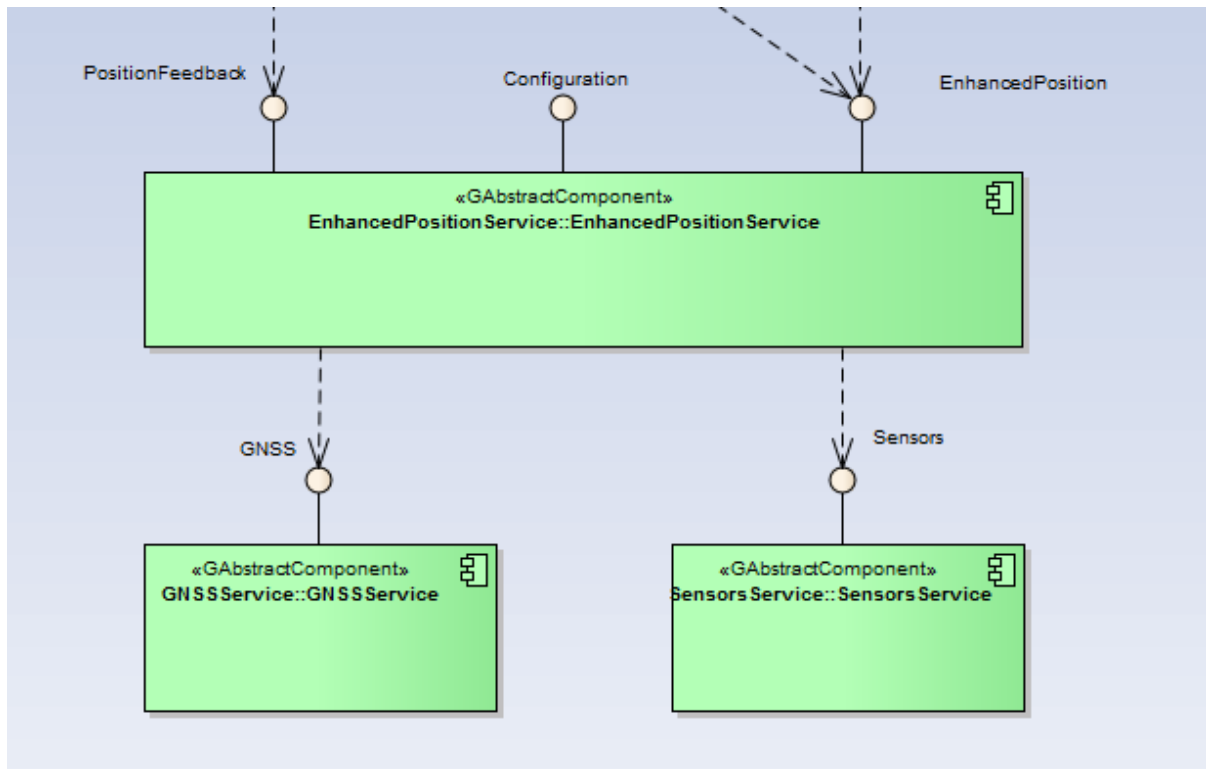 PositionFeedback
Configuration
EnhancedPosition
«GAbstractComponent»
EnhancedPositionService::EnhancedPositionService
GNSS
Sensors
«GAbstractComponent»
GNSSService::GNSSService
«GAbstractComponent»
SensorsService::SensorsService